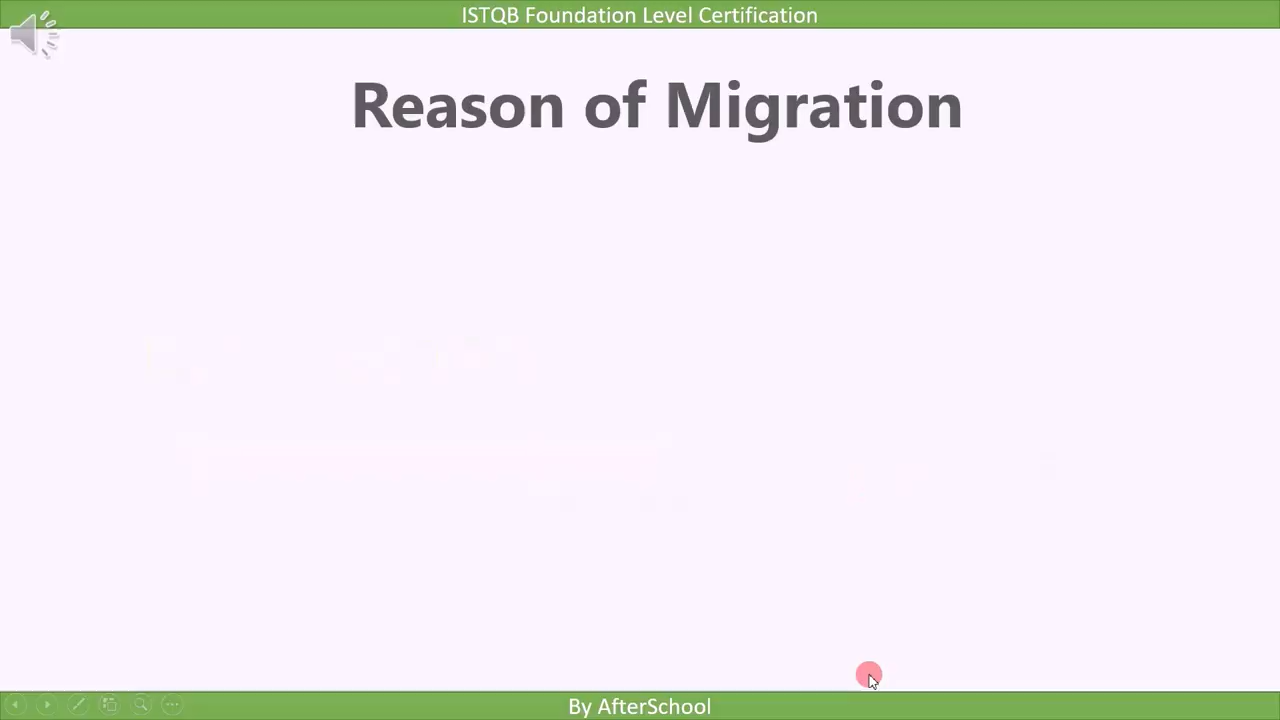 ISTQB Foundation Level Certification
Reason of Migration
By AfterSchool